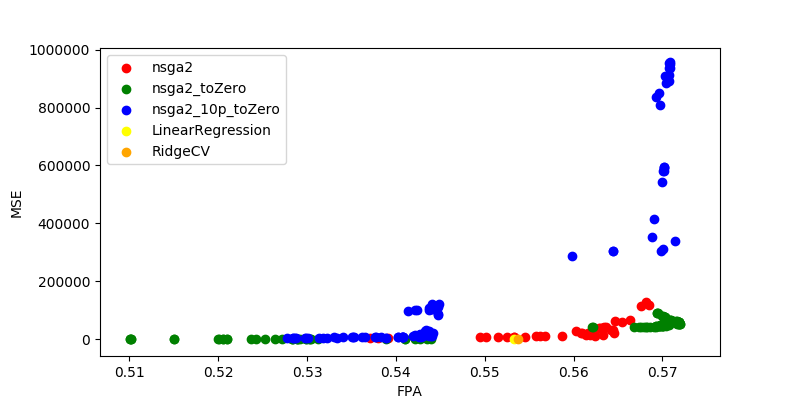 1000000
800000
600000
400000
200000
0
MSE
nsga2
nsga2_toZero
nsga2_10p_toZero
LinearRegression
RidgeCV
0.51 0.52 0.53 0.54 0.55 0.56 0.57
FPA